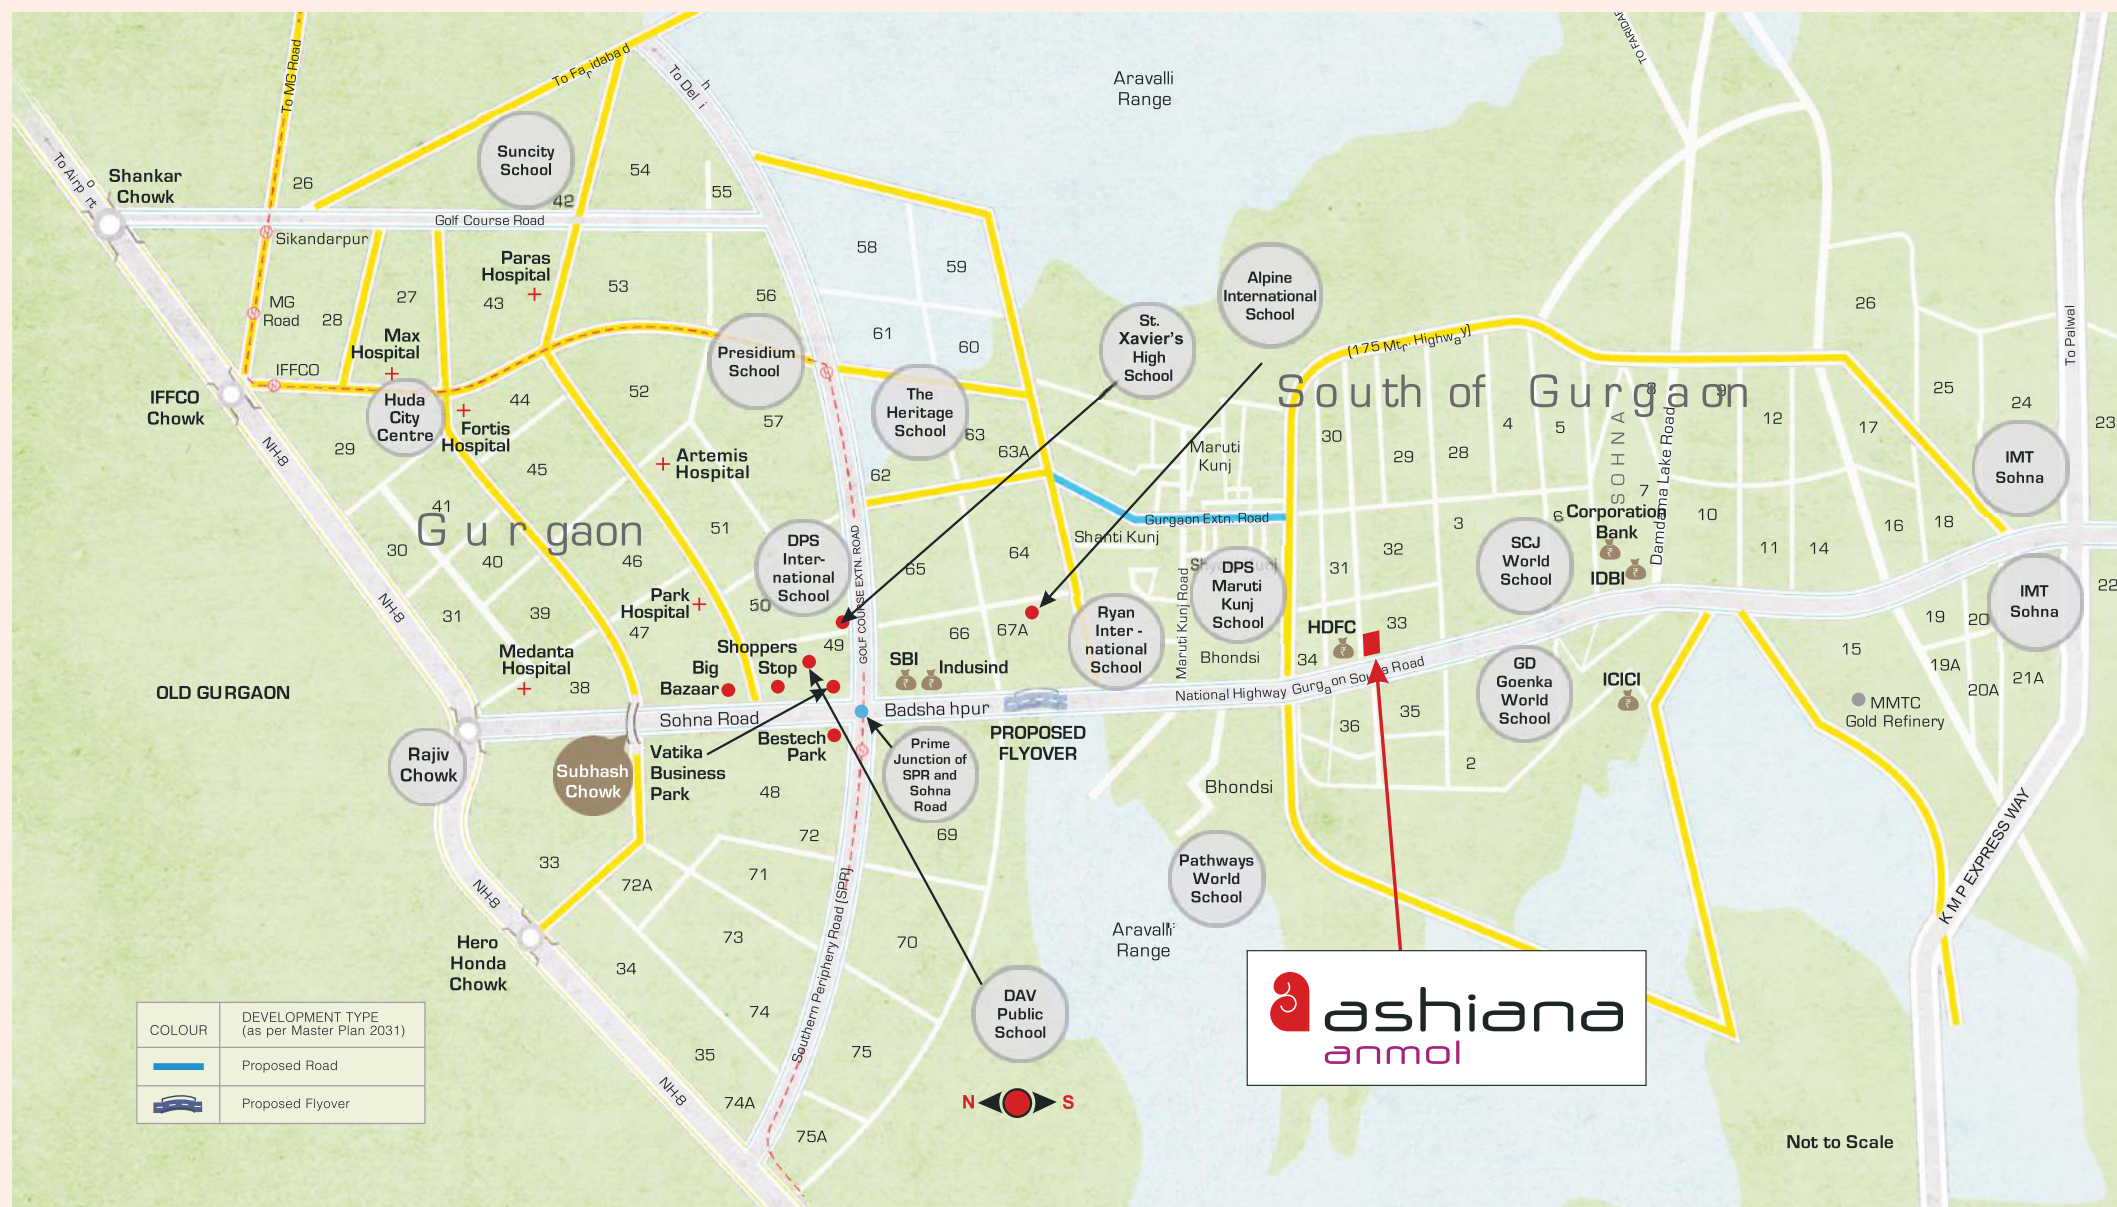 To MG Road
To Faridabad
To Delhi
TO FARIDAB
Aravalli
Range
To Airport
Shankar
Chowk
26
Suncity
School
42
54
55
Golf Course Road
Sikandarpur
58
59
Paras
Hospital
MG
Road
28
27
43
53
56
61
60
Alpine
International
School
St.
Xavier's
High
School
(175 Mtr. Highway)
26
To Palwal
Max
Hospital
IFFCO
Presidium
School
IFFCO
Chowk
Huda
City
Centre
44
Fortis
Hospital
52
57
The
Heritage
School
63
63A
62
South of Gurgaon
8
9
30
29
28
4
5
12
17
25
24
23
SOHNA
Damdama Lake Road
NH-8
29
45
Artemis
Hospital
Maruti
Kunj
IMT
Sohna
41
Gurgaon
51
30
40
46
DPS
Inter-
national
School
GOLF COURSE EXTN. ROAD
64
65
Gurgaon Extn. Road
Shanti Kunj
3
6
7
Corporation
Bank
10
16
18
32
31
SCJ
World
School
IDBI
11
14
DPS
Maruti
Kunj
School
Maruti Kunj Road
22
IMT
Sohna
NH-8
31
39
47
Park
Hospital
50
49
Shoppers
Stop
Big
Bazaar
66
67A
Ryan
Inter -
national
School
HDFC
33
34
Bhondsi
19
20
15
19A
20A
21A
Medanta
Hospital
38
OLD GURGAON
SBI
Indusind
National Highway Gurgaon Sohna Road
GD
Goenka
World
School
ICICI
MMTC
Gold Refinery
Sohna Road
Badsha hpur
PROPOSED
FLYOVER
36
35
2
Rajiv
Chowk
Subhash
Chowk
Vatika
Business
Park
Bestech
Park
Prime
Junction of
SPR and
Sohna
Road
48
Bhondsi
72
69
33
72A
71
Southern Periphery Road (SPR)
NH-8
Pathways
World
School
K M P EXPRESS WAY
Hero
Honda
Chowk
73
70
34
Aravalli
Range
DAV
Public
School
ashiana
anmol
74
35
75
COLOUR
DEVELOPMENT TYPE
(as per Master Plan 2031)
Proposed Road
Proposed Flyover
NH-8
74A
75A
N
S
Not to Scale